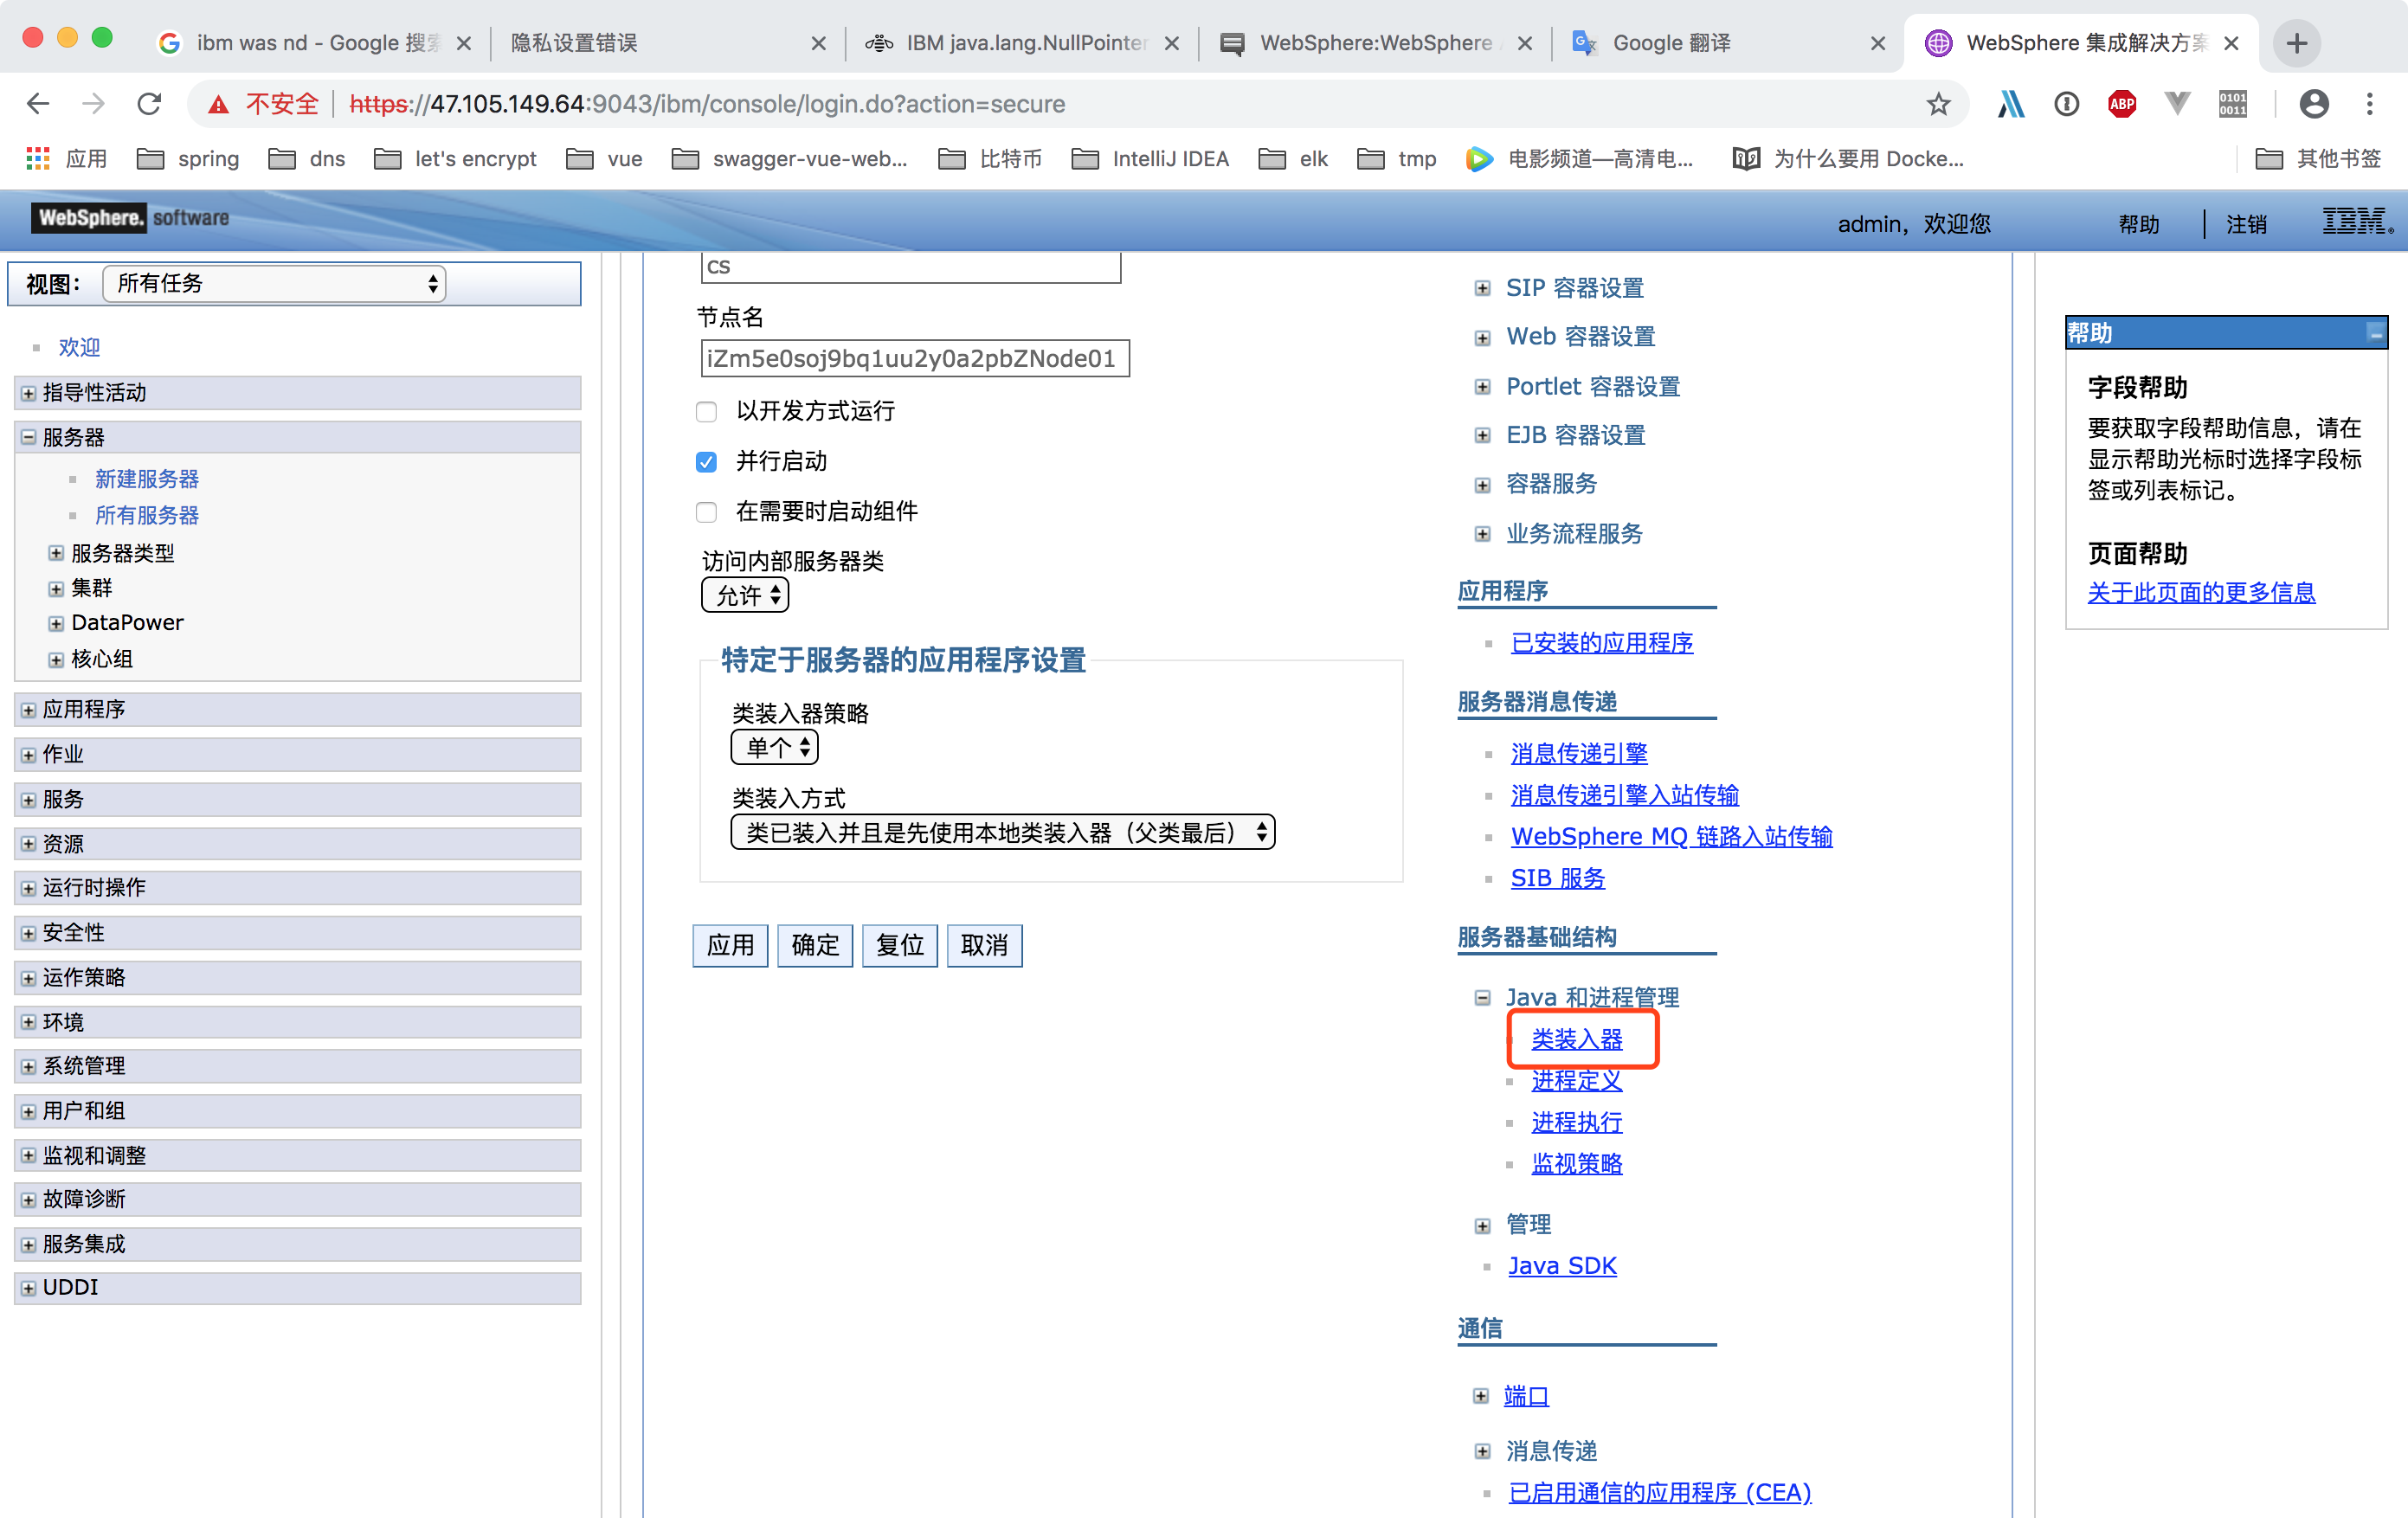 ibm was nd - Google 搜索
隐私设置错误
IBM java.lang.NullPointer
WebSphere:WebSphere
Google 翻译
WebSphere 集成解决方案
不安全
https://47.105.149.64:9043/ibm/console/login.do?action=secure
ABP
0101
0011
应用
spring
dns
let's encrypt
vue
swagger-vue-web...
比特币
IntelliJ IDEA
elk
tmp
电影频道—高清电...
为什么要用 Docke...
其他书签
WebSphere. software
admin，欢迎您
帮助
注销
IBM.
视图：
所有任务
欢迎
指导性活动
服务器
新建服务器
所有服务器
服务器类型
集群
DataPower
核心组
应用程序
作业
服务
资源
运行时操作
安全性
运作策略
环境
系统管理
用户和组
监视和调整
故障诊断
服务集成
UDDI
cs
节点名
iZm5e0soj9bq1uu2y0a2pbZNode01
以开发方式运行
并行启动
在需要时启动组件
访问内部服务器类
允许
特定于服务器的应用程序设置
类装入器策略
单个
类装入方式
类已装入并且是先使用本地类装入器（父类最后）
应用
确定
复位
取消
SIP 容器设置
Web 容器设置
Portlet 容器设置
EJB 容器设置
容器服务
业务流程服务
应用程序
已安装的应用程序
服务器消息传递
消息传递引擎
消息传递引擎入站传输
WebSphere MQ 链路入站传输
SIB 服务
服务器基础结构
Java 和进程管理
类装入器
进程定义
进程执行
监视策略
管理
Java SDK
通信
端口
消息传递
已启用通信的应用程序 (CEA)
帮助
字段帮助
要获取字段帮助信息，请在
显示帮助光标时选择字段标
签或列表标记。
页面帮助
关于此页面的更多信息